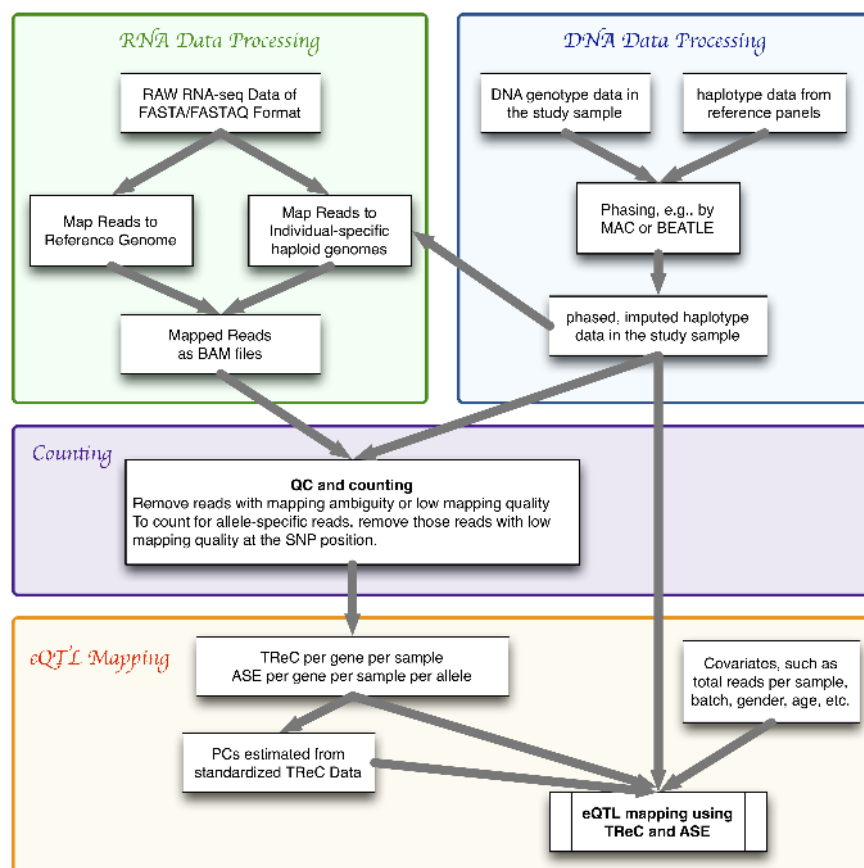 RNA Data Processing
RAW RNA-seq Data of
FASTA/FASTAQ Format
Map Reads to
Reference Genome
Map Reads to
Individual-specific
haploid genomes
Mapped Reads
as BAM files
DNA Data Processing
DNA genotype data in
the study sample
haplotype data from
reference panels
Phasing, e.g., by
MAC or BEATLE
phased, imputed haplotype
data in the study sample
Counting
QC and counting
Remove reads with mapping ambiguity or low mapping quality
To count for allele-specific reads, remove those reads with low
mapping quality at the SNP position.
eQTL Mapping
TReC per gene per sample
ASE per gene per sample per allele
Covariates, such as
total reads per sample,
batch, gender, age, etc.
PCs estimated from
standardized TReC Data
eQTL mapping using
TReC and ASE